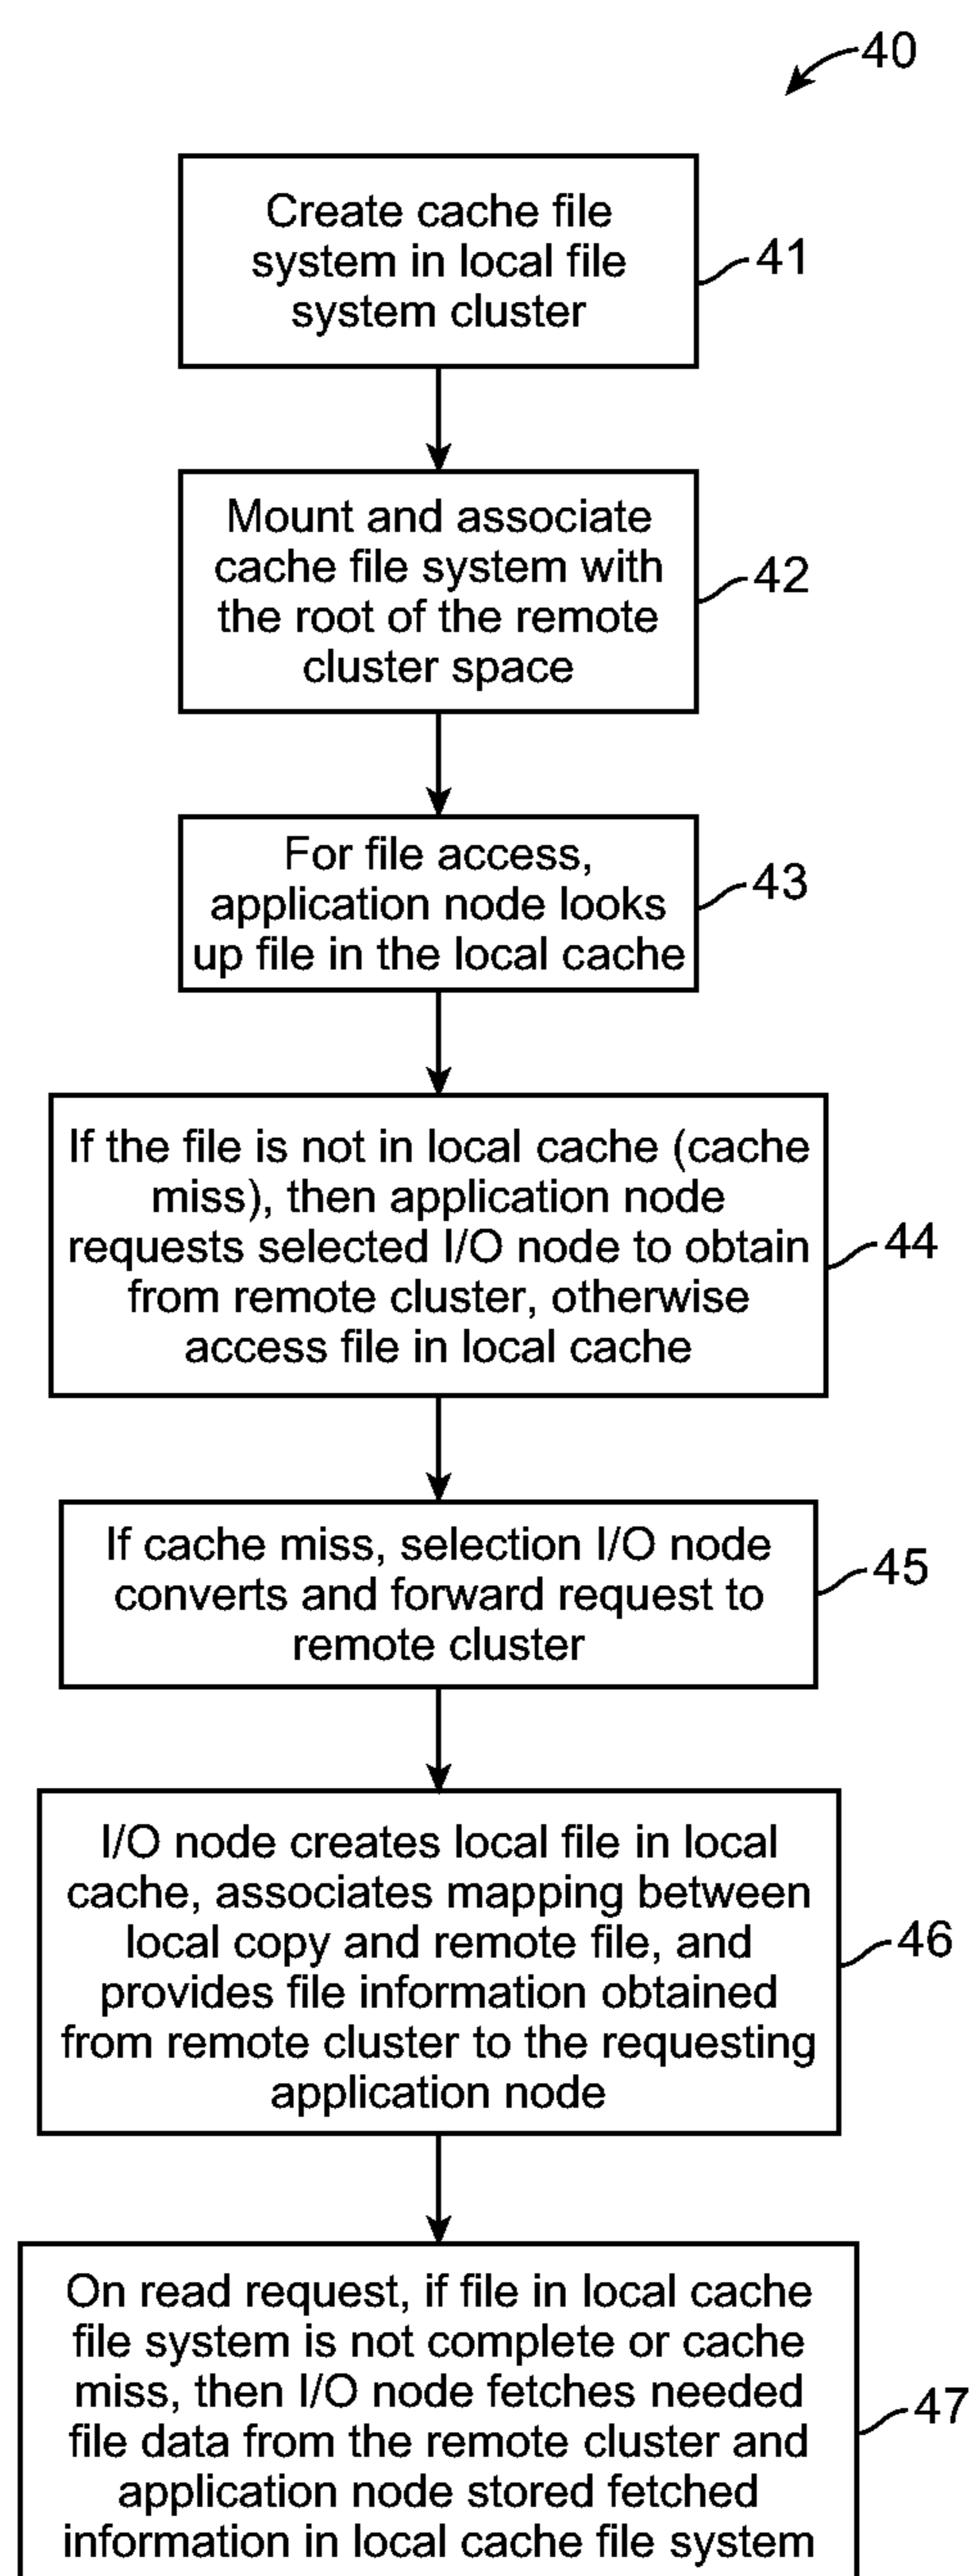 40
Create cache file
system in local file
system cluster
41
Mount and associate
cache file system with
the root of the remote
cluster space
42
For file access,
application node looks
up file in the local cache
43
If the file is not in local cache (cache
miss), then application node
requests selected I/O node to obtain
from remote cluster, otherwise
access file in local cache
44
If cache miss, selection I/O node
converts and forward request to
remote cluster
45
I/O node creates local file in local
cache, associates mapping between
local copy and remote file, and
provides file information obtained
from remote cluster to the requesting
application node
46
On read request, if file in local cache
file system is not complete or cache
miss, then I/O node fetches needed
file data from the remote cluster and
application node stored fetched
information in local cache file system
47